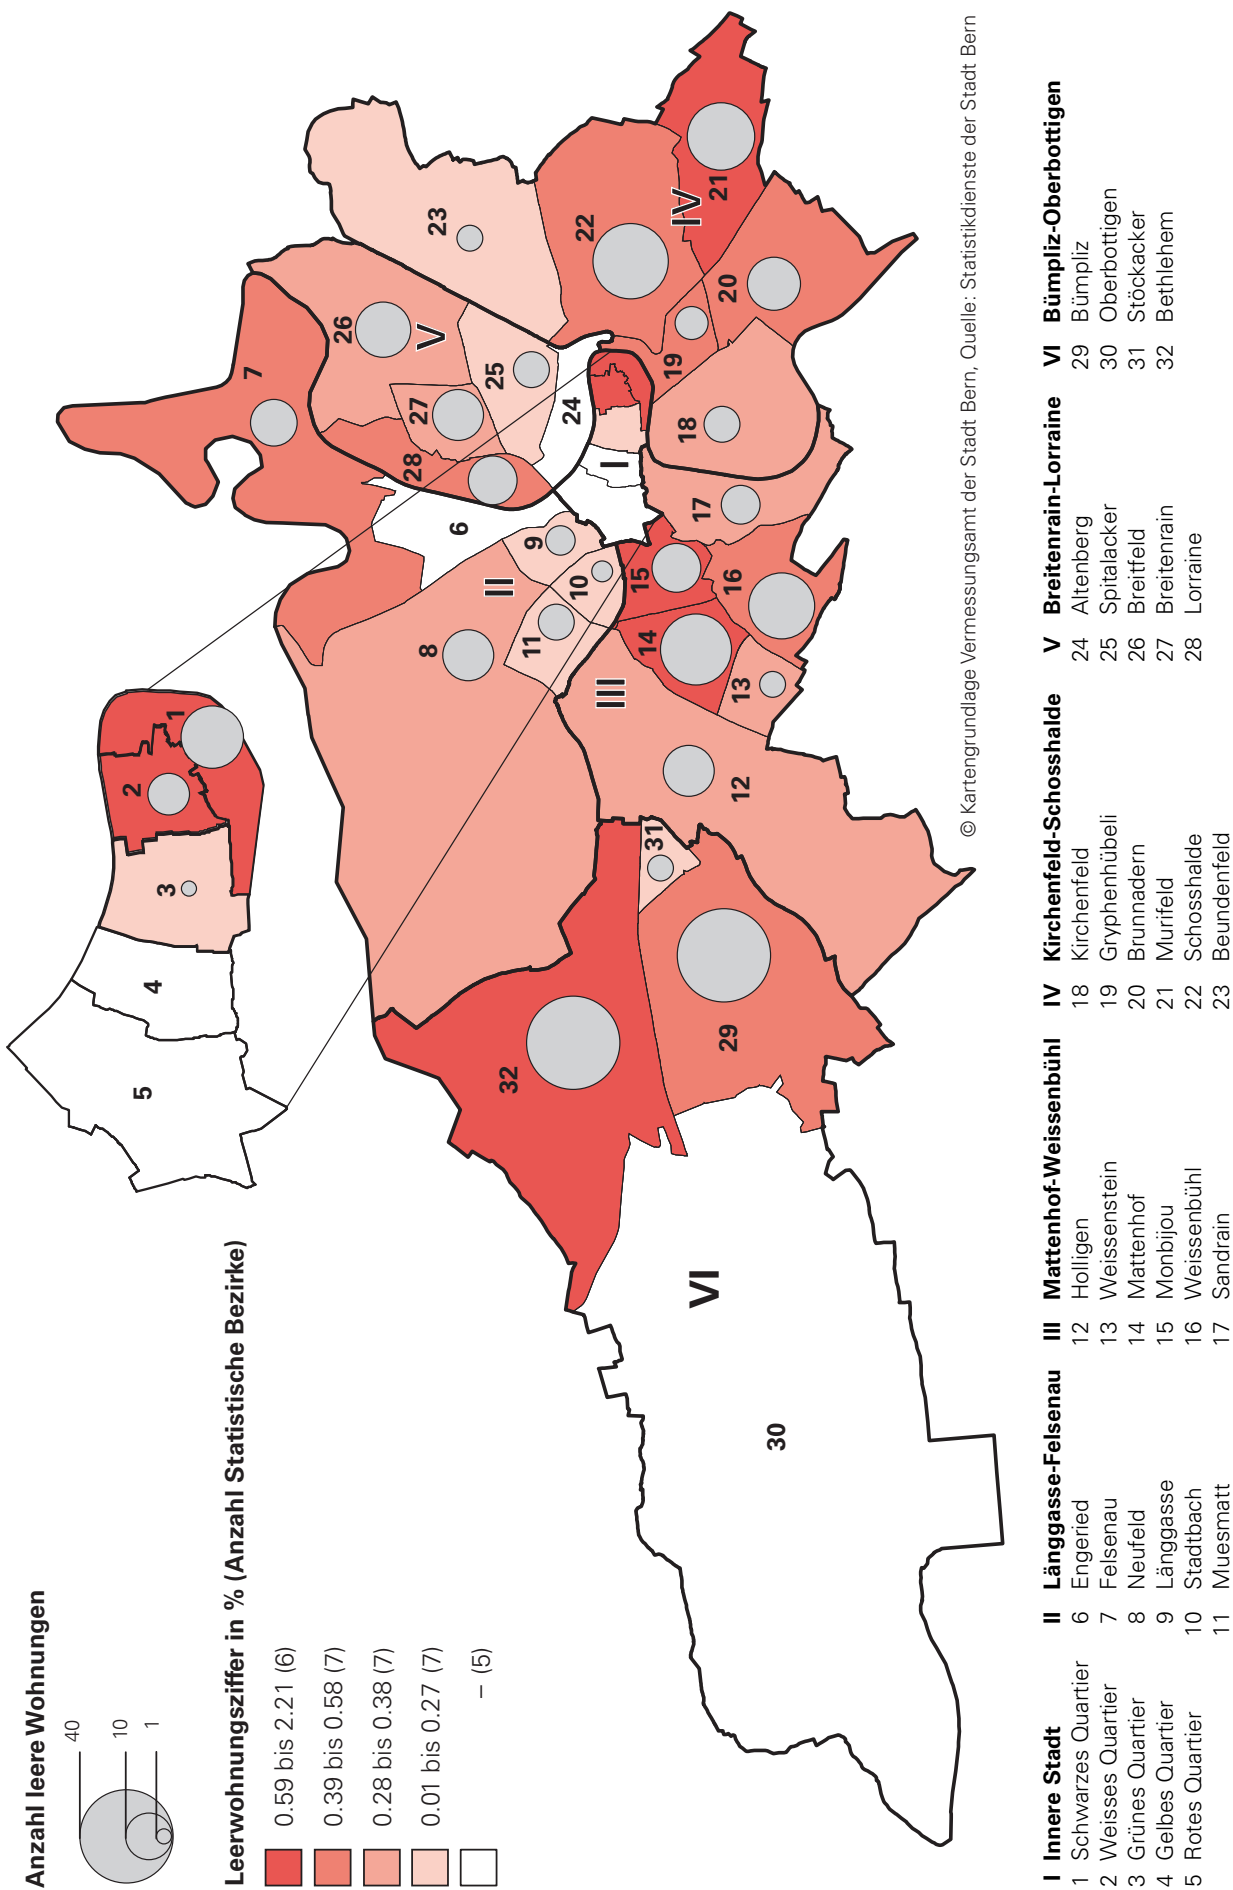 Anzahl leere Wohnungen
40
10
1
Leerwohnungsziffer in % (Anzahl Statistische Bezirke)
0.59 bis 2.21 (6)
0.39 bis 0.58 (7)
0.28 bis 0.38 (7)
0.01 bis 0.27 (7)
– (5)
5
4
3
2
1
7
26
V
23
27
25
28
24
22
6
9
II
10
11
8
I
19
IV
21
20
18
17
15
16
14
13
III
12
31
29
32
VI
30
© Kartengrundlage Vermessungsamt der Stadt Bern, Quelle: Statistikdienste der Stadt Bern
I Innere Stadt
1 Schwarzes Quartier
2 Weisses Quartier
3 Grünes Quartier
4 Gelbes Quartier
5 Rotes Quartier
II Länggasse-Felsenau
6 Engeried
7 Felsenau
8 Neufeld
9 Länggasse
10 Stadtbach
11 Muesmatt
III Mattenhof-Weissenbühl
12 Holligen
13 Weissenstein
14 Mattenhof
15 Monbijou
16 Weissenbühl
17 Sandrain
IV Kirchenfeld-Schosshalde
18 Kirchenfeld
19 Gryphenhübeli
20 Brunnadern
21 Murifeld
22 Schosshalde
23 Beundenfeld
V Breitenrain-Lorraine
24 Altenberg
25 Spitalacker
26 Breitfeld
27 Breitenrain
28 Lorraine
VI Bümpliz-Oberbottigen
29 Bümpliz
30 Oberbottigen
31 Stöckacker
32 Bethlehem